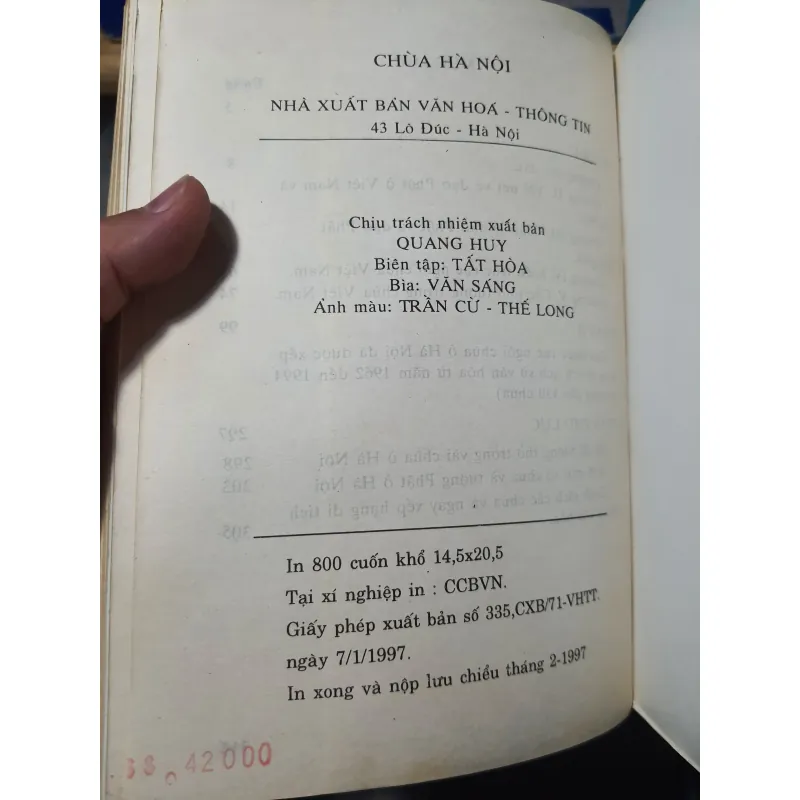 CHÙA HÀ NỘI
NHÀ XUẤT BẢN VĂN HOÁ - THÔNG TIN
43 Lò Đúc - Hà Nội
Chịu trách nhiệm xuất bản
QUANG HUY
Biên tập: TẤT HÒA
Bìa: VĂN SÁNG
Ảnh màu: TRẦN CỪ - THẾ LONG
In 800 cuốn khổ 14,5x20,5
Tại xí nghiệp in : CCBVN.
Giấy phép xuất bản số 335,CXB/71-VHTT.
ngày 7/1/1997.
In xong và nộp lưu chiểu tháng 2-1997
42000